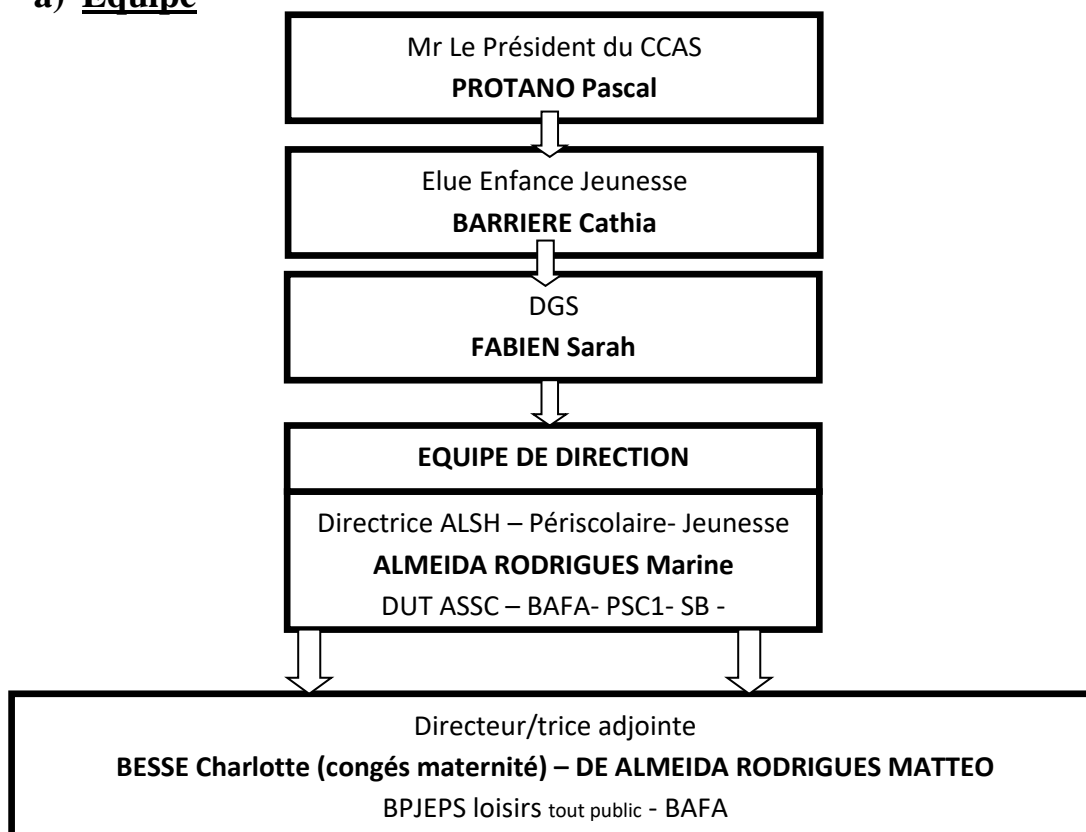 a) Equipe
Mr Le Président du CCAS
PROTANO Pascal
Elue Enfance Jeunesse
BARRIERE Cathia
DGS
FABIEN Sarah
EQUIPE DE DIRECTION
Directrice ALSH – Périscolaire- Jeunesse
ALMEIDA RODRIGUES Marine
DUT ASSC – BAFA- PSC1- SB -
Directeur/trice adjointe
BESSE Charlotte (congés maternité) – DE ALMEIDA RODRIGUES MATTEO
BPJEPS loisirs tout public - BAFA